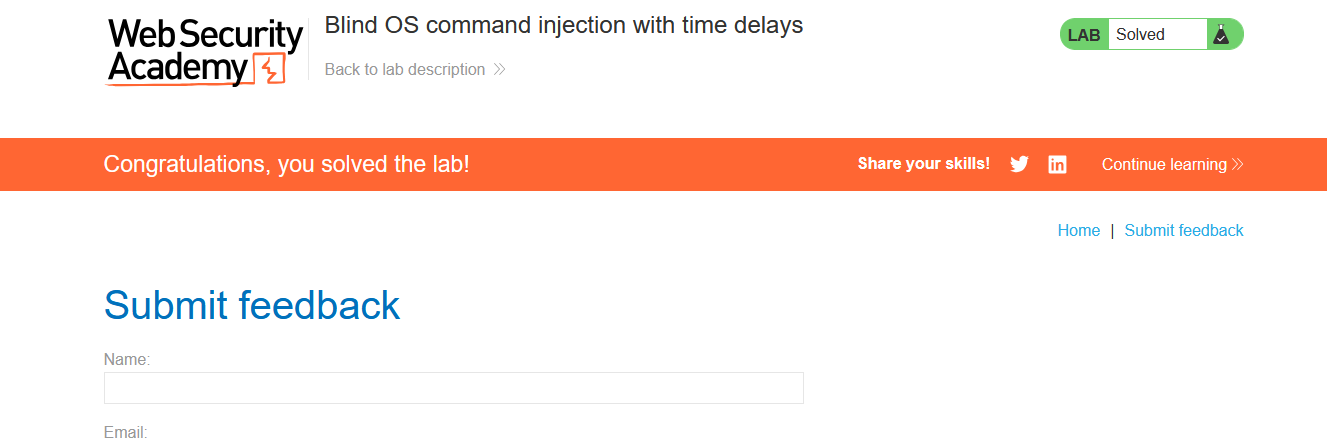 Web Security
Academy
Blind OS command injection with time delays
Back to lab description
LAB Solved
Congratulations, you solved the lab!
Share your skills!
in
Continue learning
Home | Submit feedback
Submit feedback
Name:
Email: